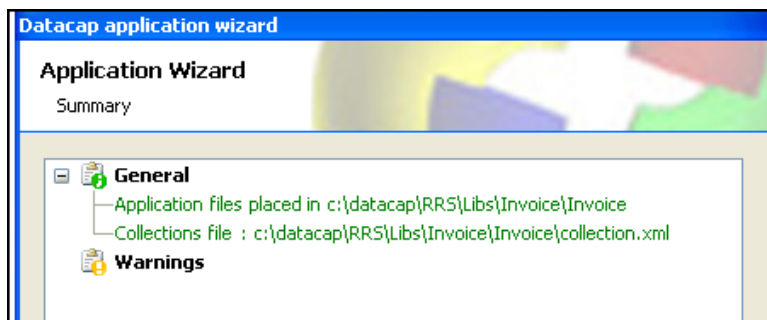 Datacap application wizard
Application Wizard
Summary
General
Application files placed in c:\datacap\RRS\Libs\Invoice\Invoice
Collections file : c:\datacap\RRS\Libs\Invoice\Invoice\collection.xml
Warnings